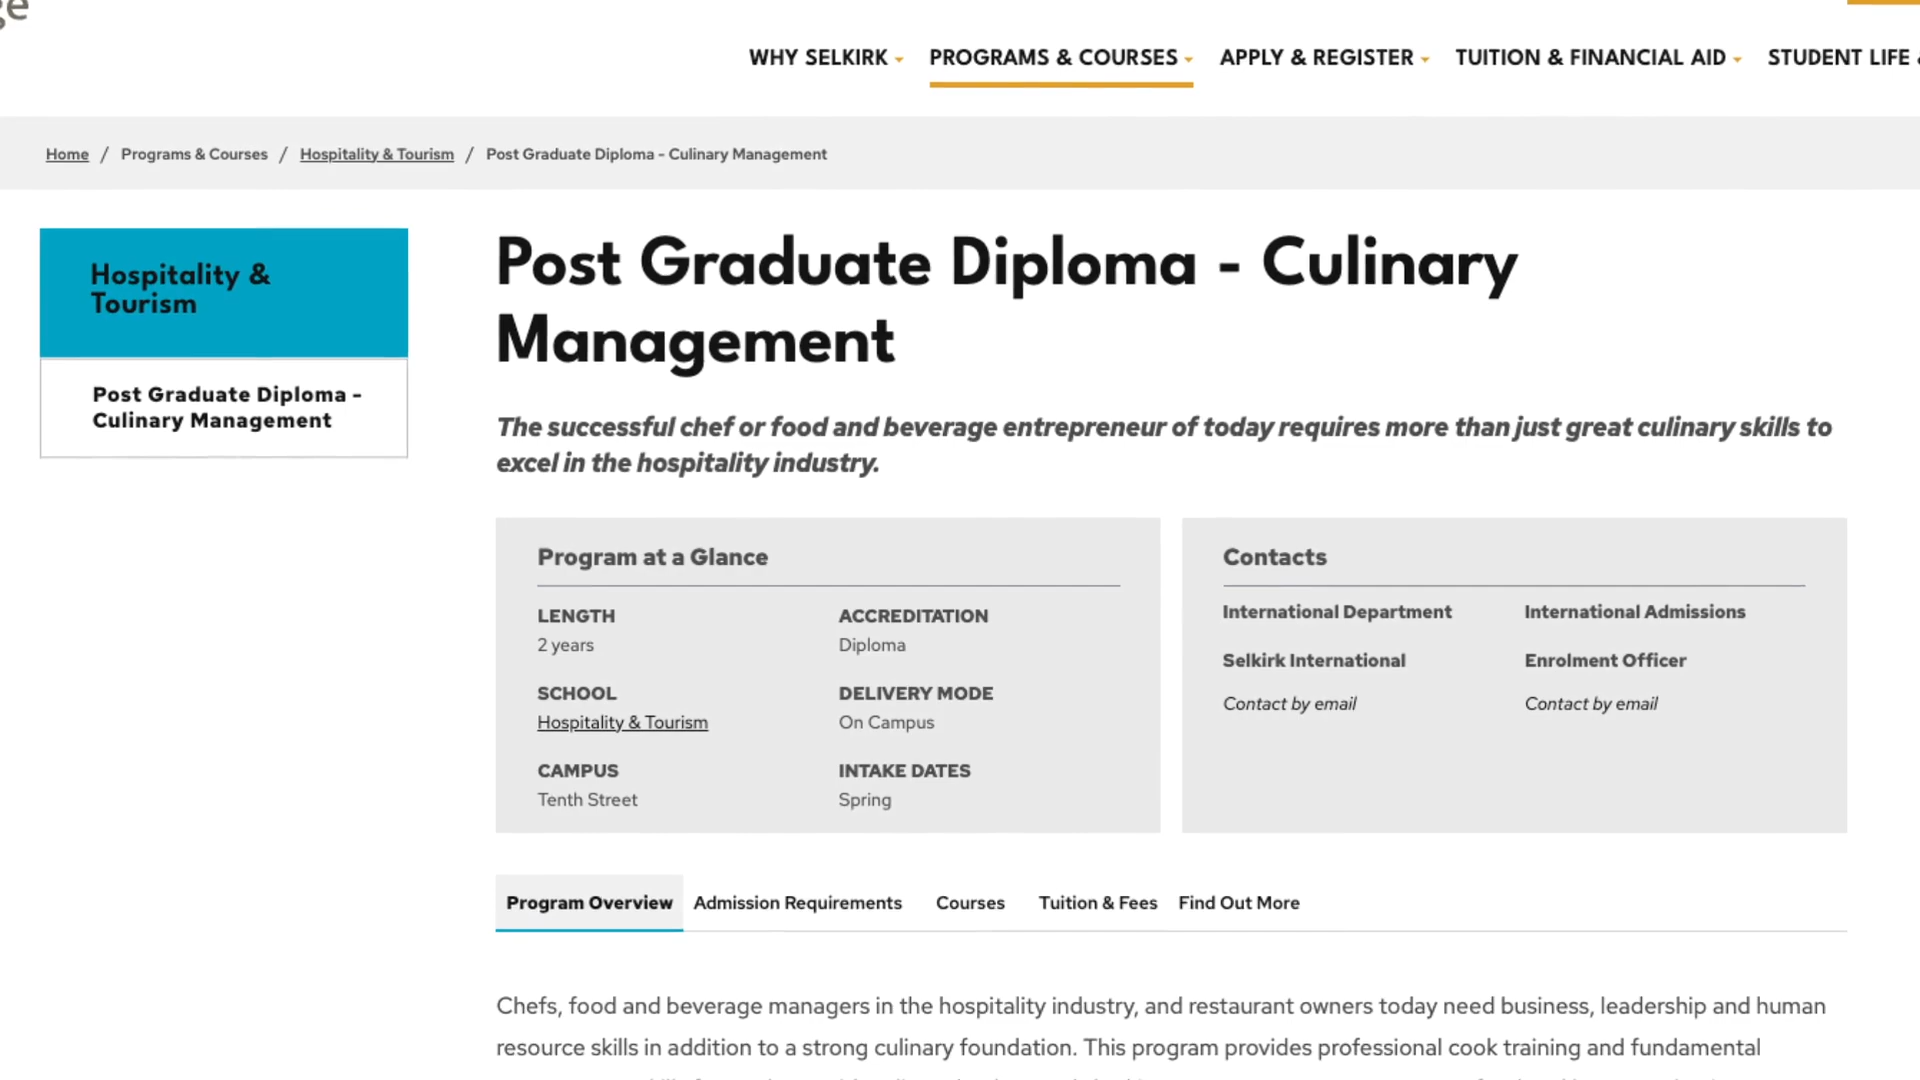 WHY SELKIRK PROGRAMS & COURSES APPLY & REGISTER TUITION & FINANCIAL AID STUDENT LIFE
Home / Programs & Courses / Hospitality & Tourism / Post Graduate Diploma - Culinary Management
Hospitality &
Tourism
Post Graduate Diploma -
Culinary Management
Post Graduate Diploma - Culinary
Management
The successful chef or food and beverage entrepreneur of today requires more than just great culinary skills to
excel in the hospitality industry.
Program at a Glance
LENGTH
2 years
ACCREDITATION
Diploma
SCHOOL
Hospitality & Tourism
DELIVERY MODE
On Campus
CAMPUS
Tenth Street
INTAKE DATES
Spring
Contacts
International Department
Selkirk International
Contact by email
International Admissions
Enrolment Officer
Contact by email
Program Overview Admission Requirements Courses Tuition & Fees Find Out More
Chefs, food and beverage managers in the hospitality industry, and restaurant owners today need business, leadership and human
resource skills in addition to a strong culinary foundation. This program provides professional cook training and fundamental